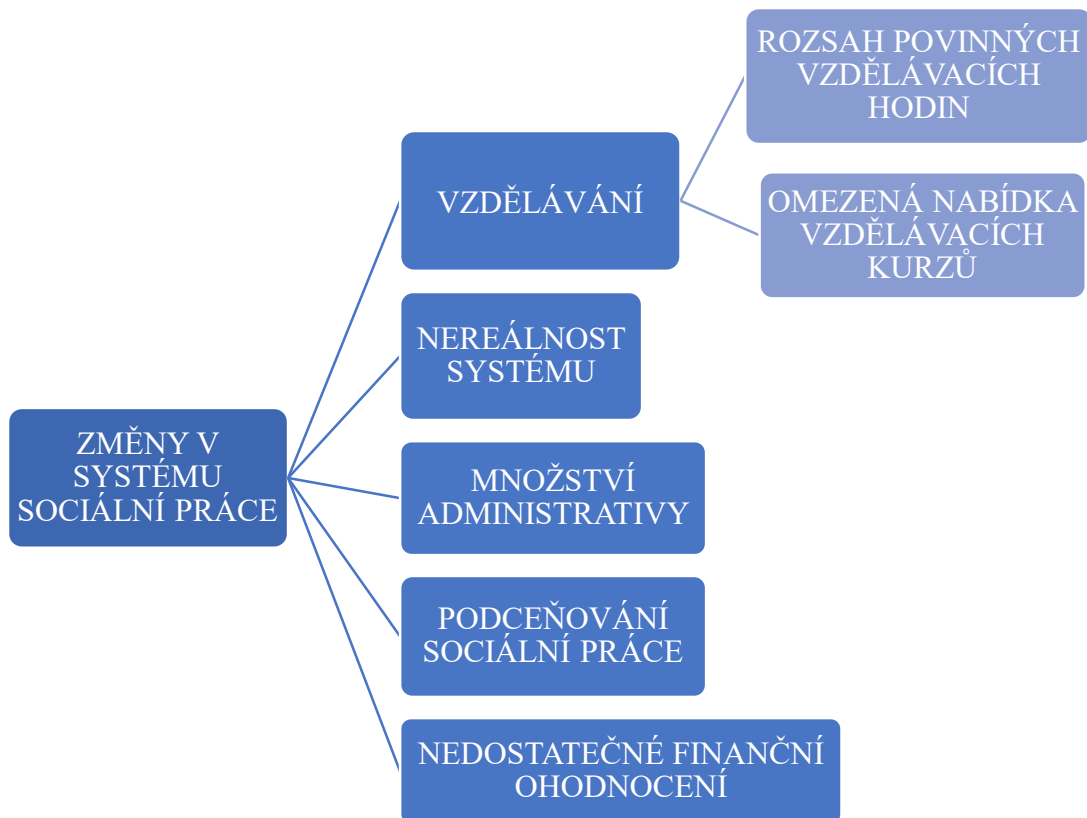 ROZSAH POVINNÝCH
VZDĚLÁVACÍCH
HODIN
VZDĚLÁVÁNÍ
OMEZENÁ NABÍDKA
VZDĚLÁVACÍCH
KURZŮ
NEREÁLNOST
SYSTÉMU
ZMĚNY V
SYSTÉMU
SOCIÁLNÍ PRÁCE
MNOŽSTVÍ
ADMINISTRATIVY
PODCEŇOVÁNÍ
SOCIÁLNÍ PRÁCE
NEDOSTATEČNÉ FINANČNÍ
OHODNOCENÍ